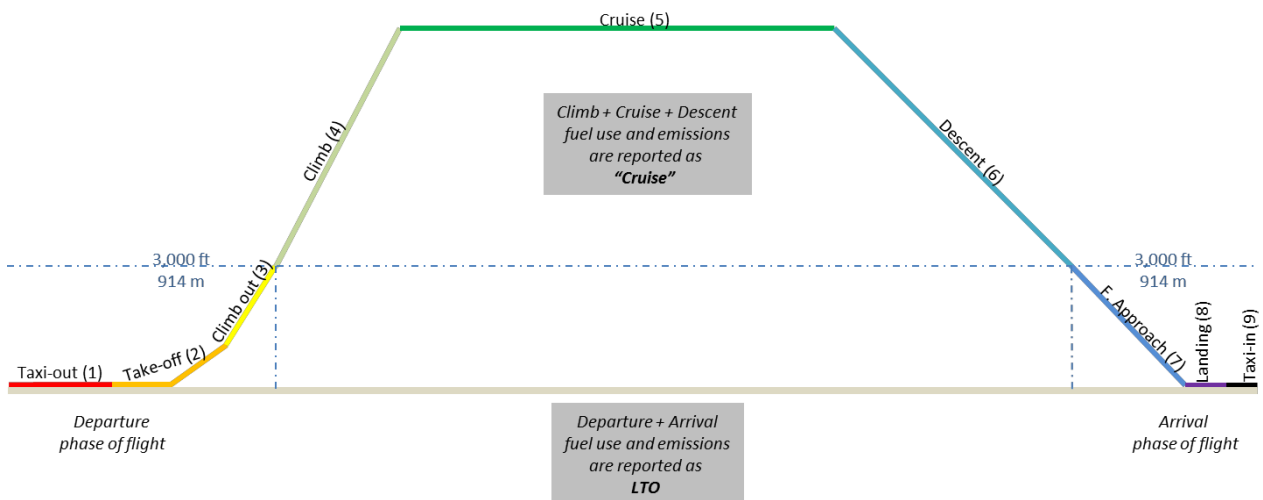 Cruise (5)
Climb + Cruise + Descent
fuel use and emissions
are reported as
“Cruise”
Climb (4)
Descent (6)
3,000 ft
914 m
3,000 ft
914 m
Climb out (3)
F. Approach (7)
Landing (8)
Taxi-in (9)
Taxi-out (1)
Take-off (2)
Departure
phase of flight
Departure + Arrival
fuel use and emissions
are reported as
LTO
Arrival
phase of flight